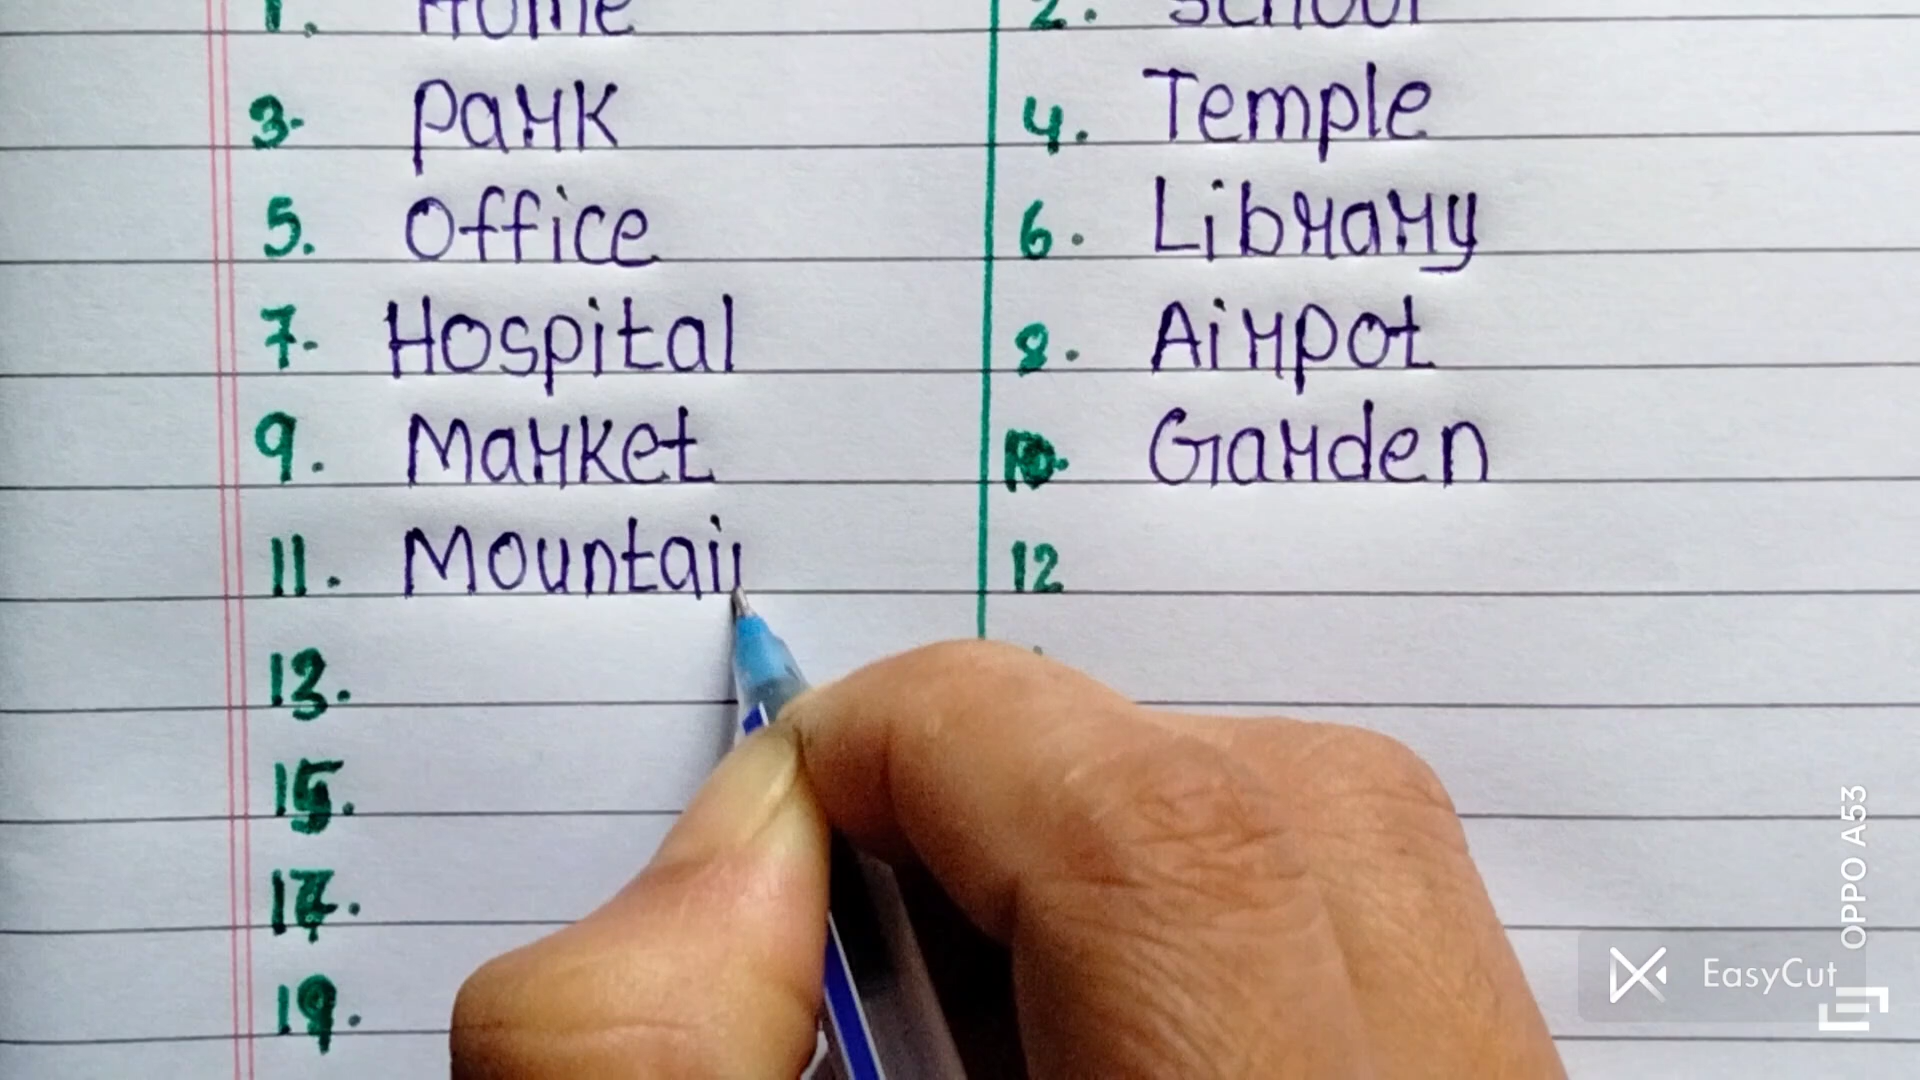 1. Home 2. School
3. Park 4. Temple
5. Office 6. Library
7. Hospital 8. Airpot
9. Market 10. Garden
11. Mountai 12
13.
15.
17.
19.
OPPO A53
EasyCut